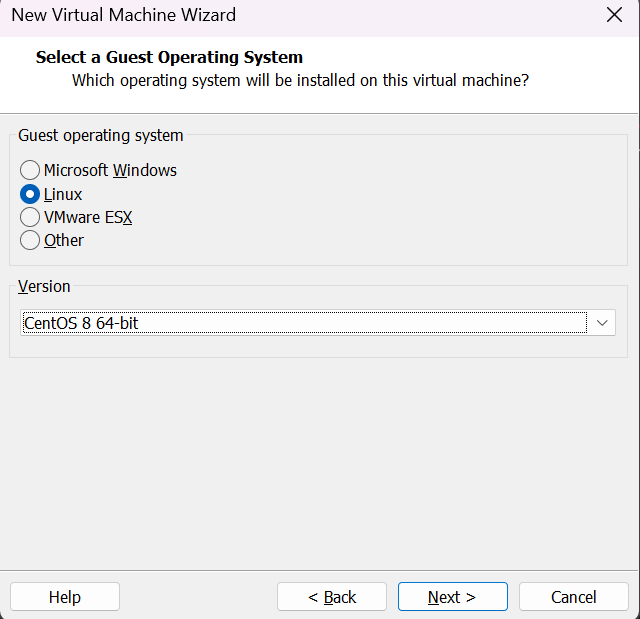 New Virtual Machine Wizard
Select a Guest Operating System
Which operating system will be installed on this virtual machine?
Guest operating system
Microsoft Windows
Linux
VMware ESX
Other
Version
CentOS 8 64-bit
Help
< Back
Next >
Cancel